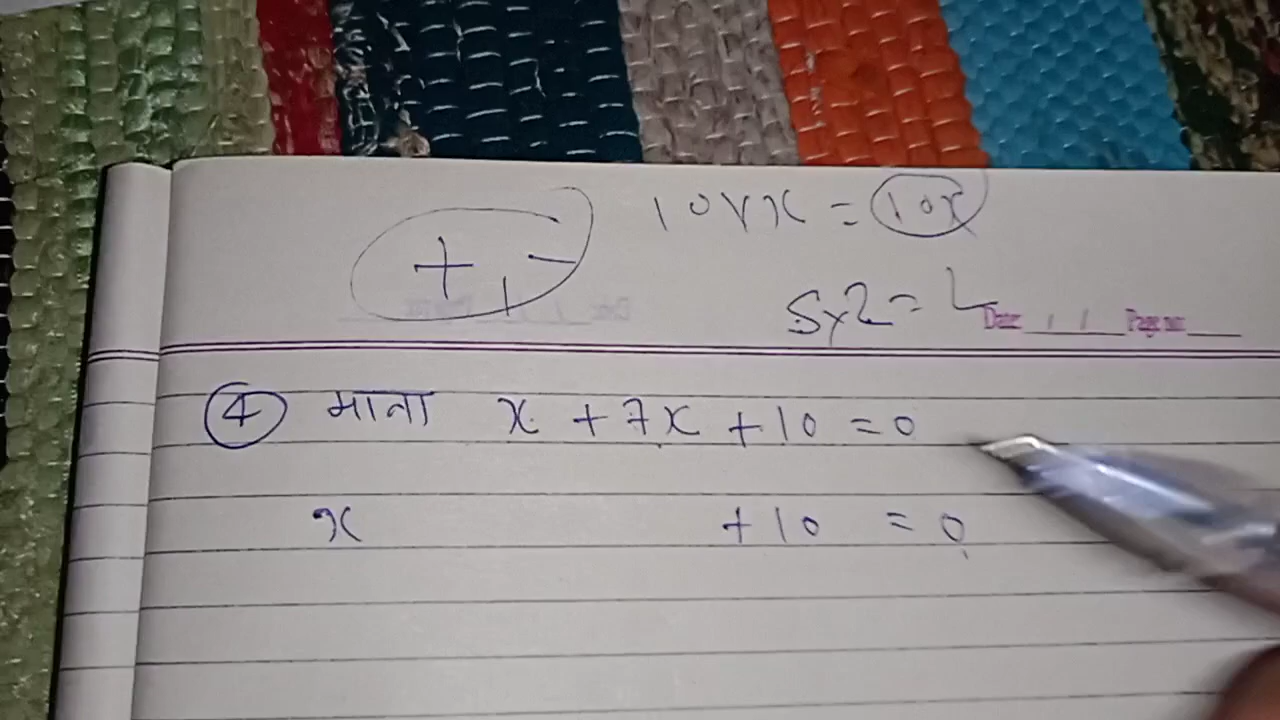 10 × x = 10x
+, -
5×2 =
Date / / Page no:
④ माना x + 7x + 10 = 0
x + 10 = 0